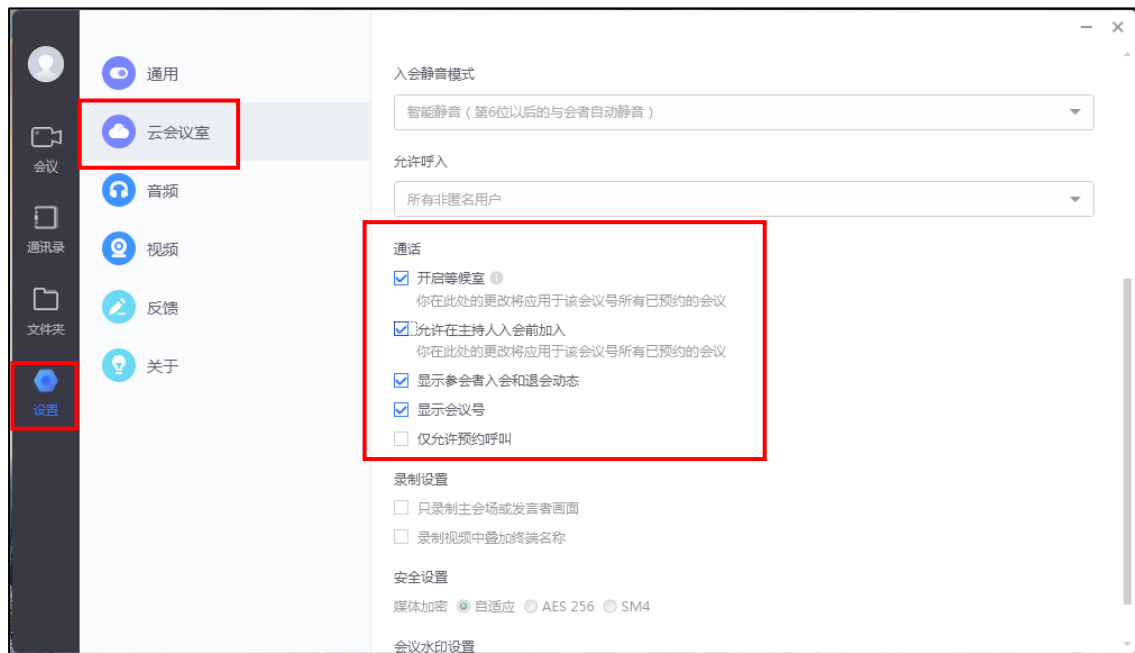 会议
通讯录
文件夹
设置
通用
云会议室
音频
视频
反馈
关于
入会静音模式
智能静音（第6位以后的与会者自动静音）
允许呼入
所有非匿名用户
通话
开启等候室
你在此处的更改将应用于该会议号所有已预约的会议
允许在主持人入会前加入
你在此处的更改将应用于该会议号所有已预约的会议
显示参会者入会和退会动态
显示会议号
仅允许预约呼叫
录制设置
只录制主会场或发言者画面
录制视频中叠加终端名称
安全设置
媒体加密 自适应 AES 256 SM4
会议水印设置